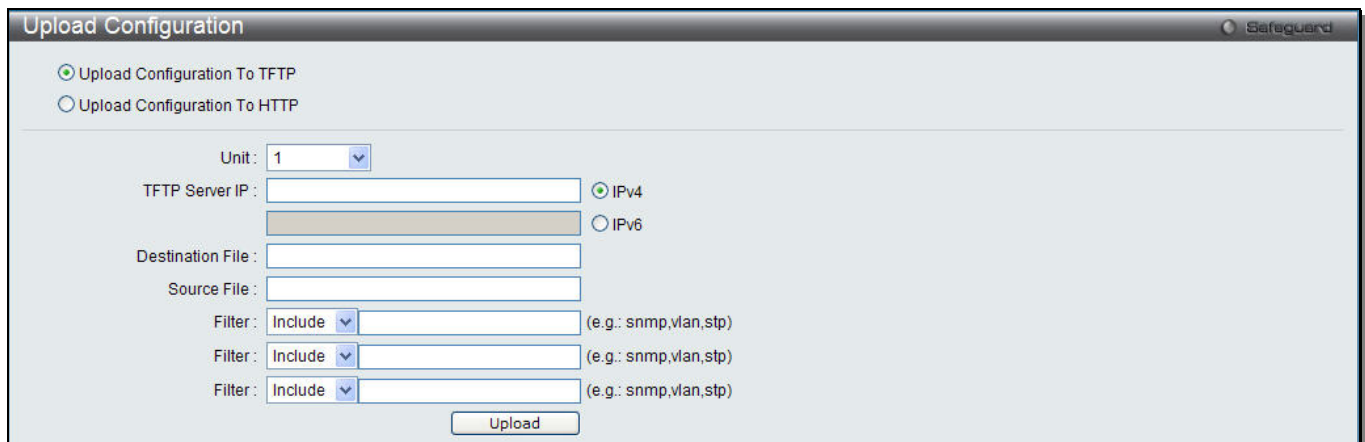 Upload Configuration
Safeguard
Upload Configuration To TFTP
Upload Configuration To HTTP
Unit : 1
TFTP Server IP : IPv4
IPv6
Destination File :
Source File :
Filter : Include (e.g.: snmp,vlan,stp)
Filter : Include (e.g.: snmp,vlan,stp)
Filter : Include (e.g.: snmp,vlan,stp)
Upload